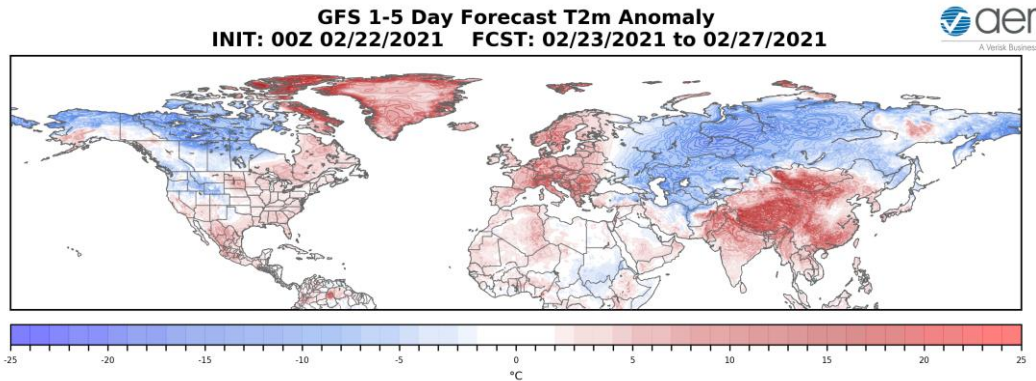 GFS 1-5 Day Forecast T2m Anomaly
INIT: 00Z 02/22/2021 FCST: 02/23/2021 to 02/27/2021
aer
A Verisk Business
-25 -20 -15 -10 -5 0 5 10 15 20 25
°C